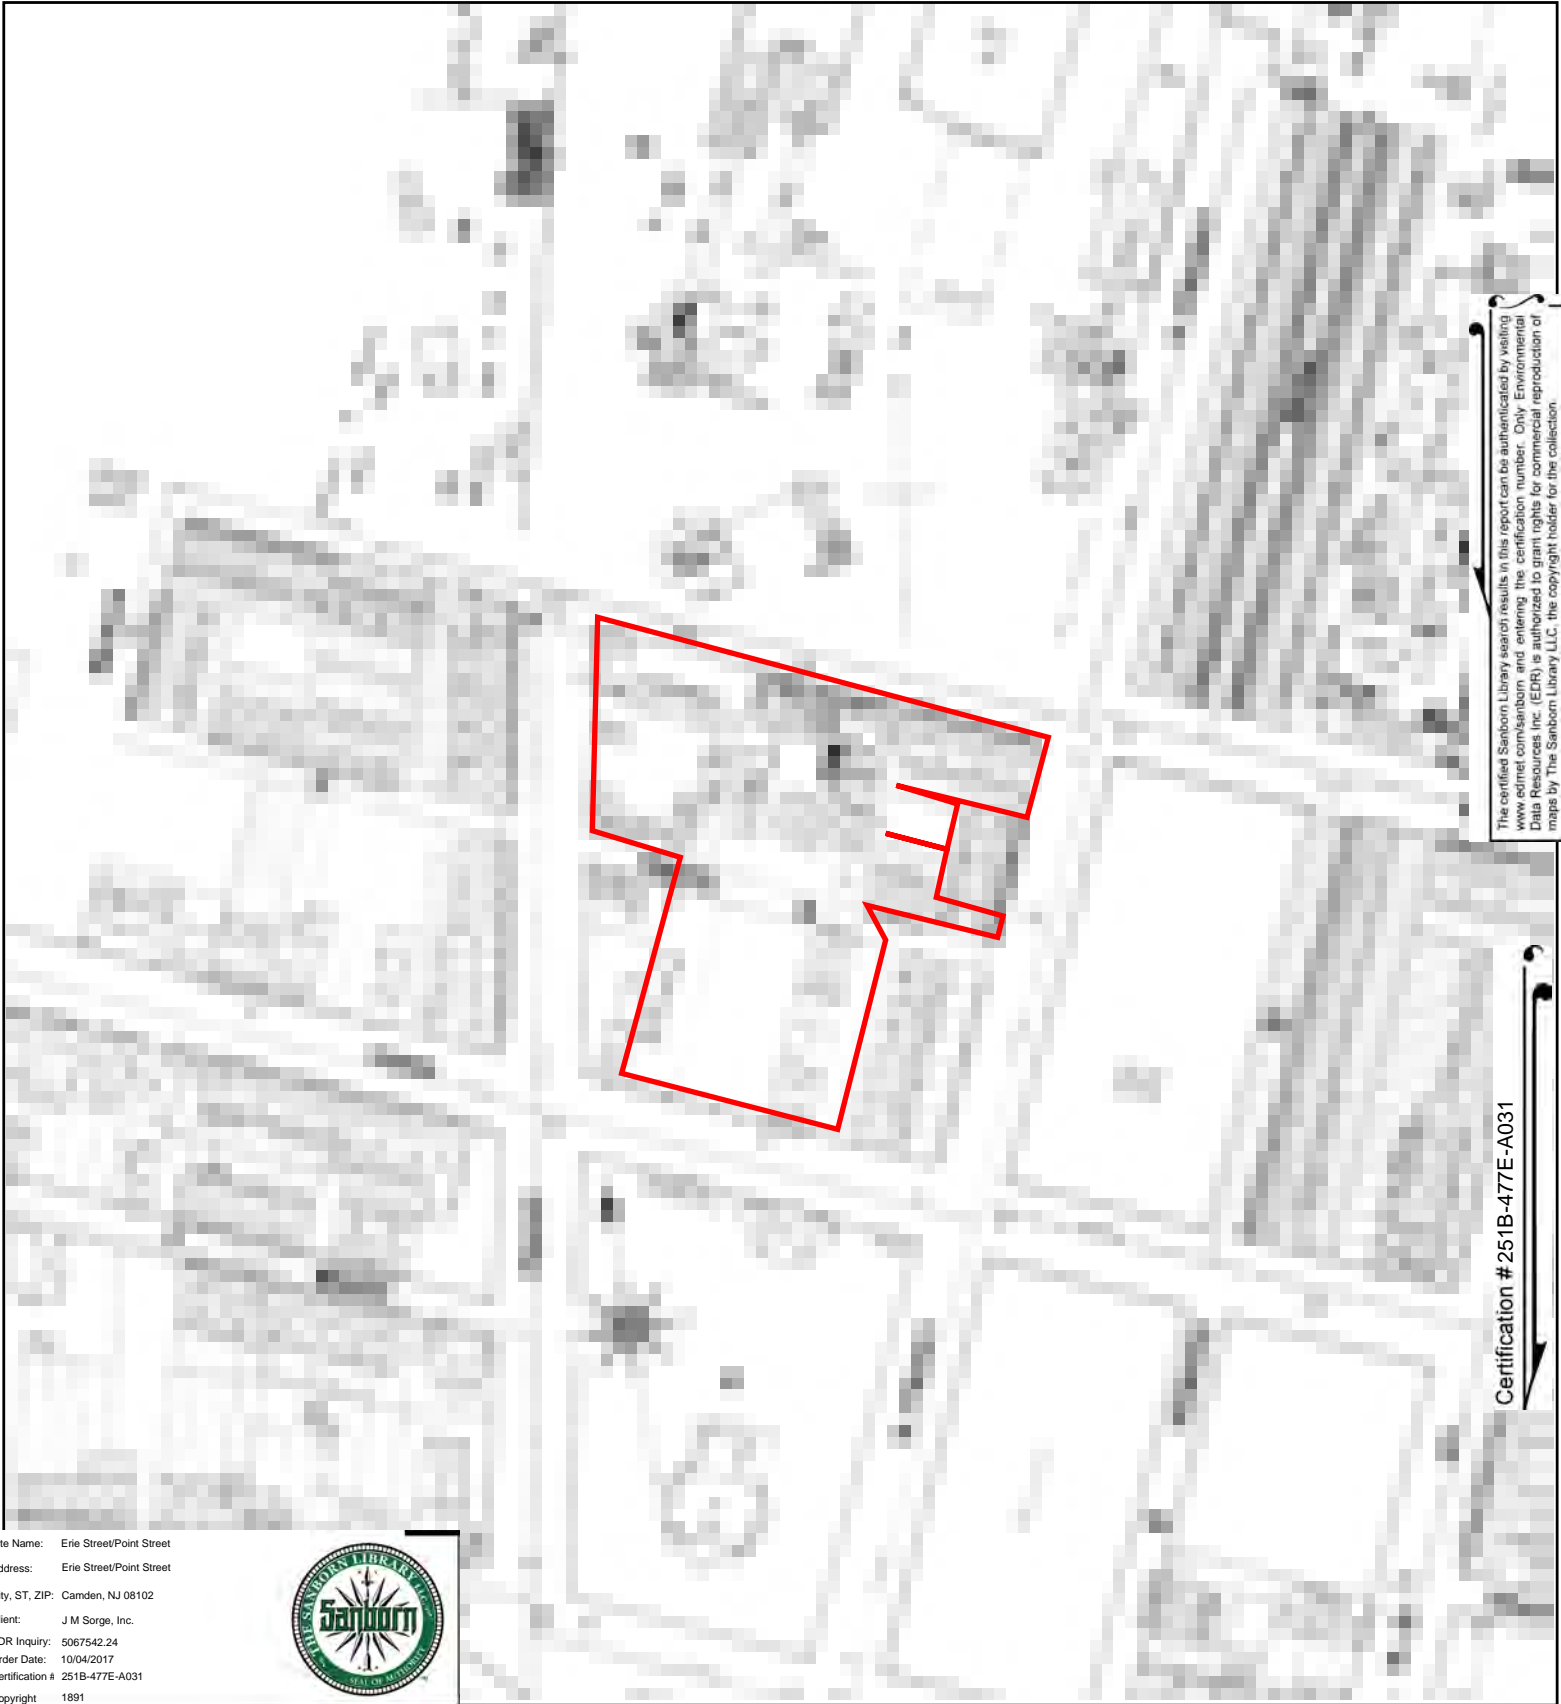 The certified Sanborn Library search results in this report can be authenticated by visiting
www.edrnet.com/sanborn and entering the certification number. Only Environmental
Data Resources Inc. (EDR) is authorized to grant rights for commercial reproduction of
maps by The Sanborn Library LLC, the copyright holder for the collection.
Certification # 251B-477E-A031
te Name: Erie Street/Point Street
ddress: Erie Street/Point Street
ty, ST, ZIP: Camden, NJ 08102
ient: J M Sorge, Inc.
DR Inquiry: 5067542.24
rder Date: 10/04/2017
ertification # 251B-477E-A031
opyright 1891
THE SANBORN LIBRARY LLC
Sanborn
SEAL OF AUTHORITY